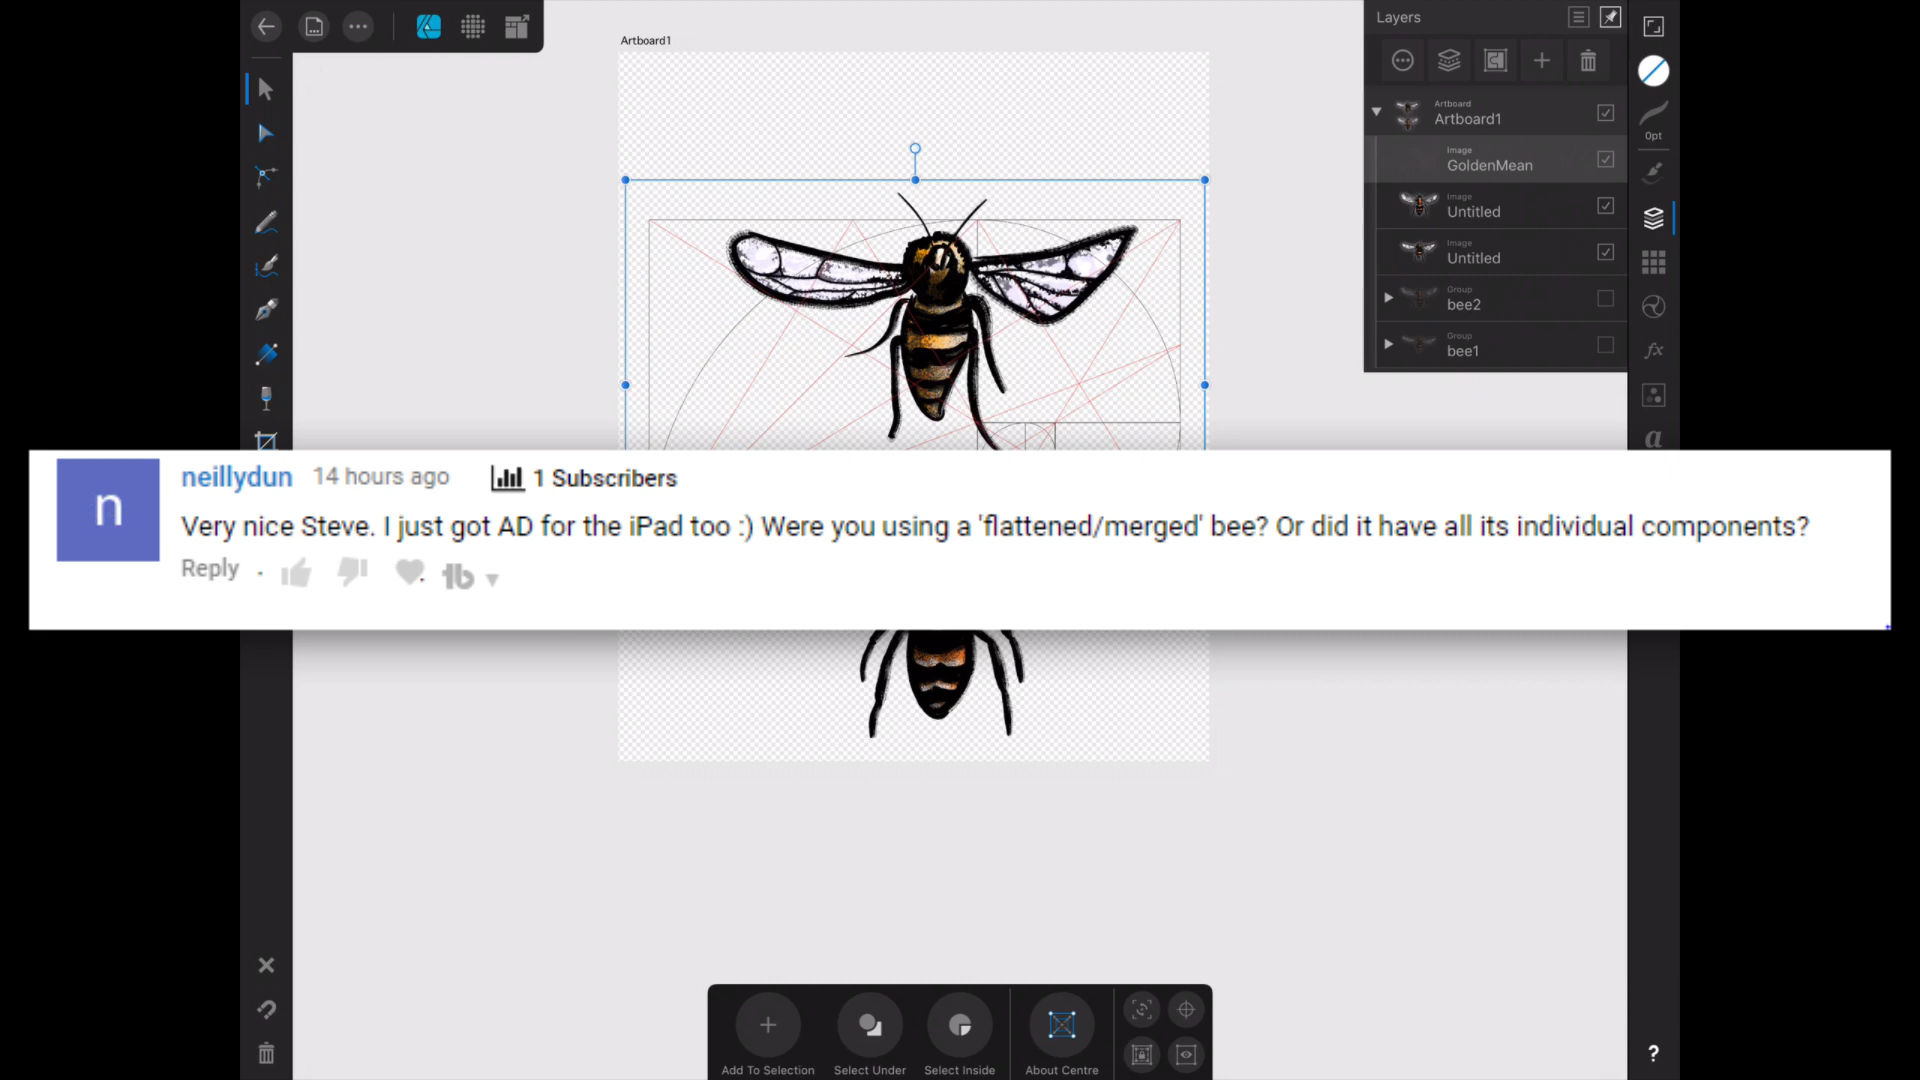 Artboard1
Layers
Artboard
Artboard1
Image
GoldenMean
Image
Untitled
Image
Untitled
Group
bee2
Group
bee1
0pt
fx
a
n
neillydun 14 hours ago 1 Subscribers
Very nice Steve. I just got AD for the iPad too :) Were you using a 'flattened/merged' bee? Or did it have all its individual components?
Reply
Add To Selection
Select Under
Select Inside
About Centre
?